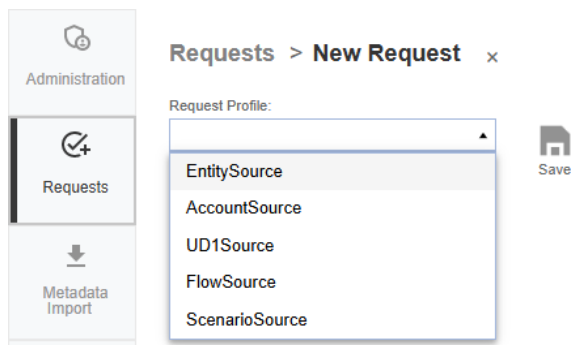 Administration
Requests
Metadata
Import
Requests > New Request ×
Request Profile:
EntitySource
AccountSource
UD1Source
FlowSource
ScenarioSource
Save